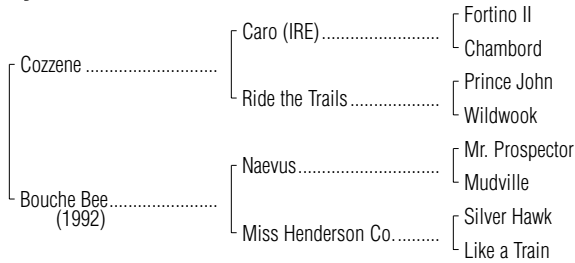 Fortino II
Caro (IRE)........................
Chambord
Cozzene ...........................
Prince John
Ride the Trails ...................
Wildwook
Mr. Prospector
Naevus.............................
Mudville
Bouche Bee......................
(1992)
Silver Hawk
Miss Henderson Co. .........
Like a Train